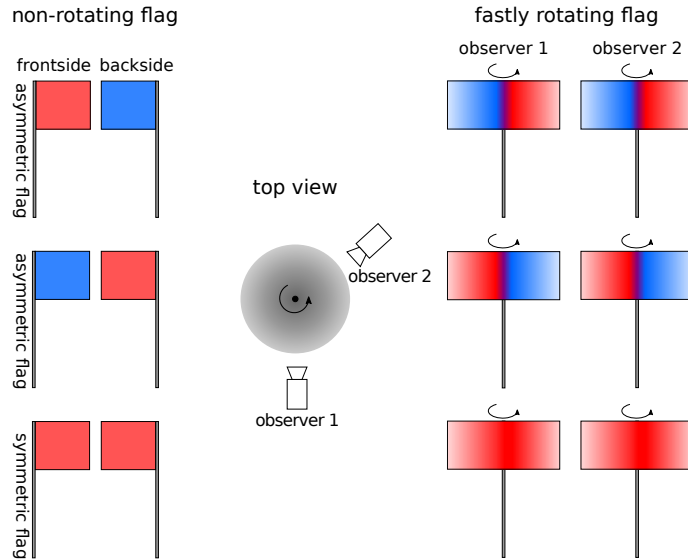 non-rotating flag
fastly rotating flag
observer 1
observer 2
frontside
backside
asymmetric flag
top view
asymmetric flag
observer 2
observer 1
symmetric flag